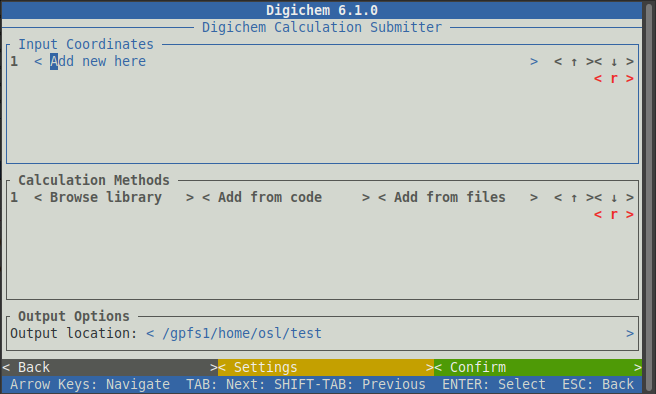 Digichem 6.1.0
Digichem Calculation Submitter
Input Coordinates
1 < Add new here > < ↑ >< ↓ >
< r >
Calculation Methods
1 < Browse library > < Add from code > < Add from files > < ↑ >< ↓ >
< r >
Output Options
Output location: < /gpfs1/home/osl/test >
< Back >< Settings >< Confirm >
Arrow Keys: Navigate TAB: Next: SHIFT-TAB: Previous ENTER: Select ESC: Back